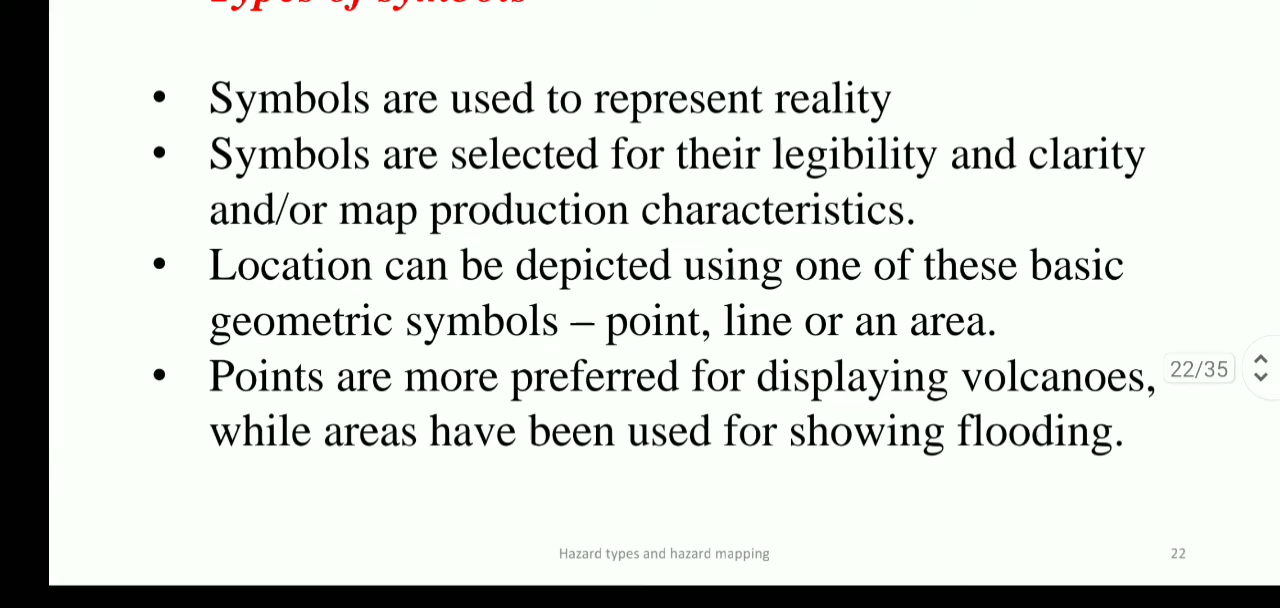 Types of symbols
• Symbols are used to represent reality
• Symbols are selected for their legibility and clarity
and/or map production characteristics.
• Location can be depicted using one of these basic
geometric symbols – point, line or an area.
• Points are more preferred for displaying volcanoes,
22/35
while areas have been used for showing flooding.
Hazard types and hazard mapping
22